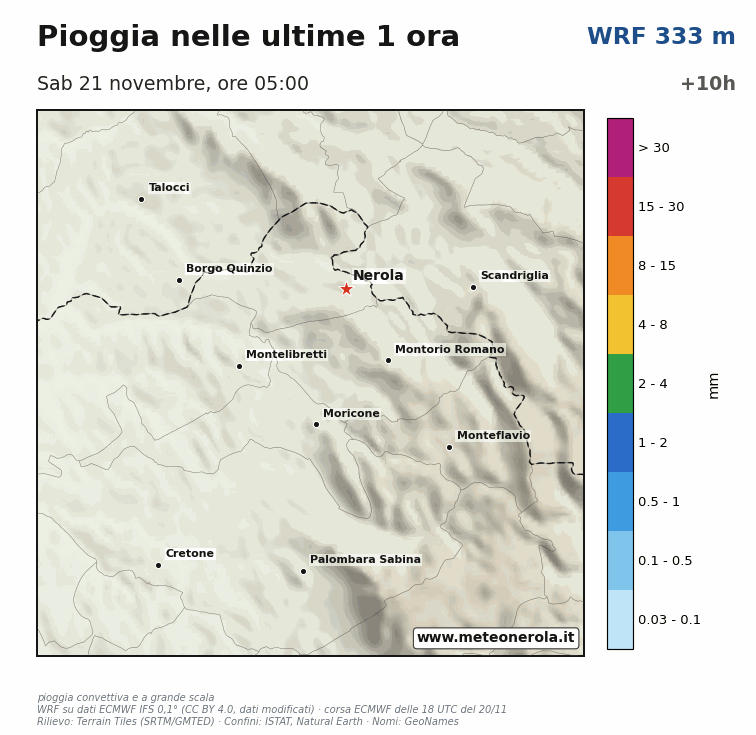 Pioggia nelle ultime 1 ora
WRF 333 m
Sab 21 novembre, ore 05:00
+10h
Talocci
Borgo Quinzio
Nerola
Scandriglia
Montelibretti
Montorio Romano
Moricone
Monteflavio
Cretone
Palombara Sabina
www.meteonerola.it
> 30
15 - 30
8 - 15
4 - 8
2 - 4
1 - 2
0.5 - 1
0.1 - 0.5
0.03 - 0.1
mm
pioggia convettiva e a grande scala
WRF su dati ECMWF IFS 0,1° (CC BY 4.0, dati modificati) · corsa ECMWF delle 18 UTC del 20/11
Rilievo: Terrain Tiles (SRTM/GMTED) · Confini: ISTAT, Natural Earth · Nomi: GeoNames